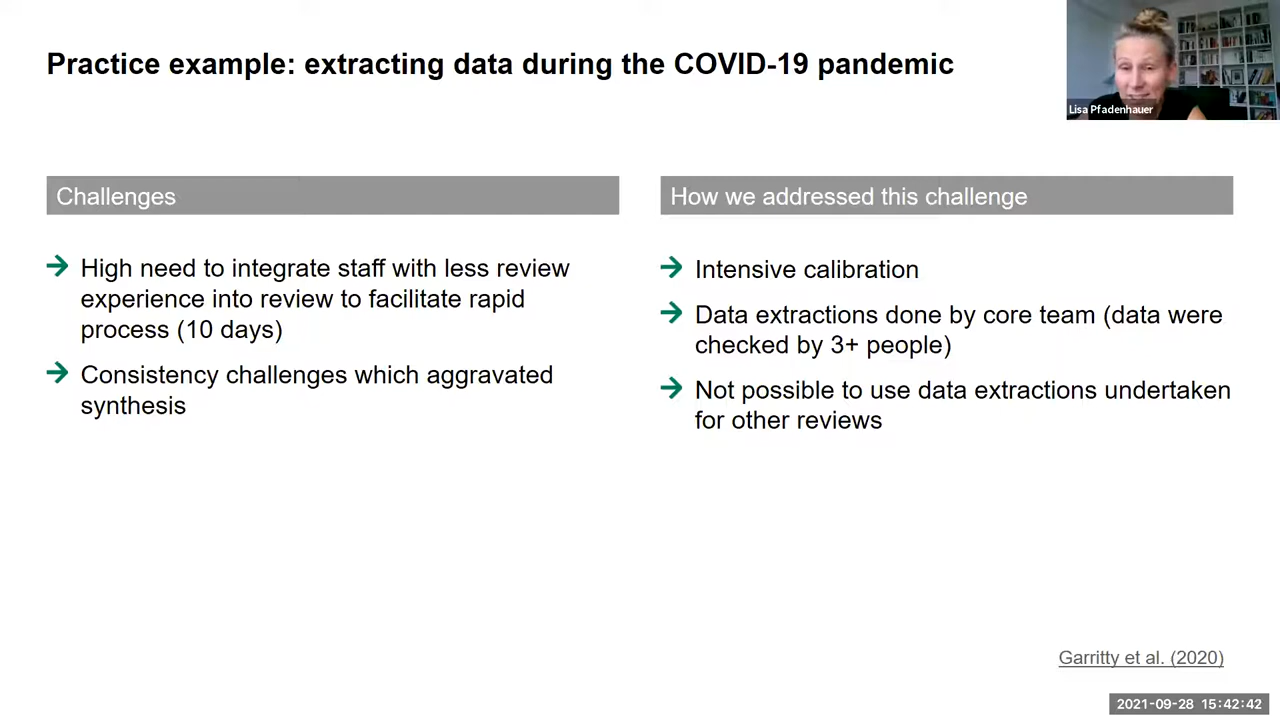 Practice example: extracting data during the COVID-19 pandemic
Lisa Pfadenhauer
Challenges
High need to integrate staff with less review
experience into review to facilitate rapid
process (10 days)
Consistency challenges which aggravated
synthesis
How we addressed this challenge
Intensive calibration
Data extractions done by core team (data were
checked by 3+ people)
Not possible to use data extractions undertaken
for other reviews
Garritty et al. (2020)
2021-09-28 15:42:42